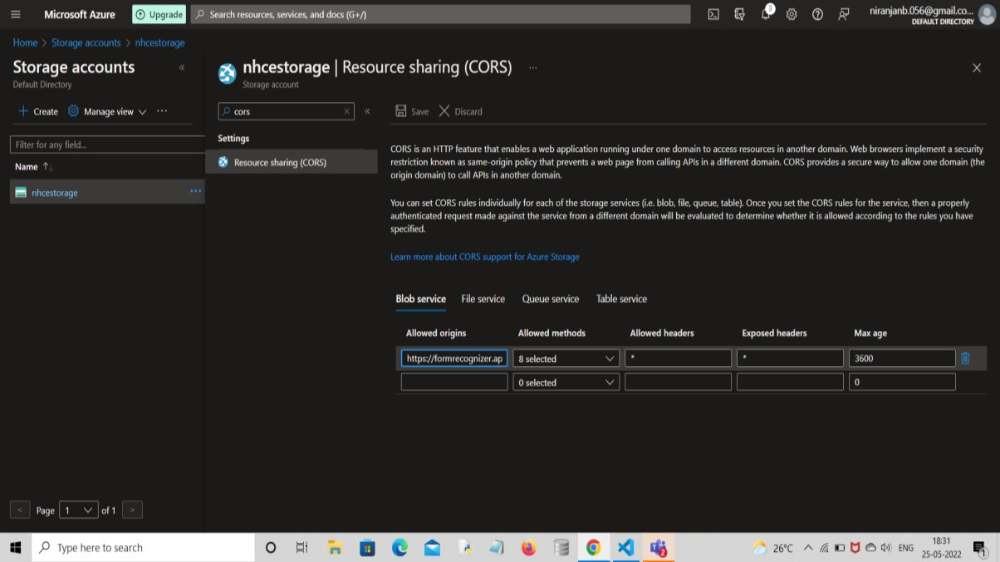 Microsoft Azure
Upgrade
Search resources, services, and docs (G+/)
3
niranjanb.056@gmail.co...
DEFAULT DIRECTORY
Home > Storage accounts > nhcestorage
Storage accounts
Default Directory
«
+ Create
Manage view
...
Filter for any field...
Name ↑↓
nhcestorage
...
< Page 1 of 1 >
nhcestorage | Resource sharing (CORS)
...
Storage account
cors
«
Settings
Resource sharing (CORS)
Save
Discard
CORS is an HTTP feature that enables a web application running under one domain to access resources in another domain. Web browsers implement a security
restriction known as same-origin policy that prevents a web page from calling APIs in a different domain. CORS provides a secure way to allow one domain (the
origin domain) to call APIs in another domain.
You can set CORS rules individually for each of the storage services (i.e. blob, file, queue, table). Once you set the CORS rules for the service, then a properly
authenticated request made against the service from a different domain will be evaluated to determine whether it is allowed according to the rules you have
specified.
Learn more about CORS support for Azure Storage
Blob service File service Queue service Table service
Allowed origins Allowed methods Allowed headers Exposed headers Max age
https://formrecognizer.ap 8 selected * * 3600
0 selected 0
Type here to search
2
26°C
ENG
18:31
25-05-2022
1